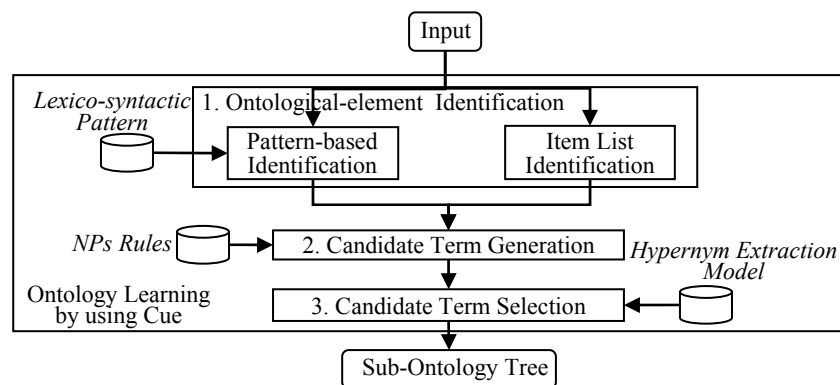 Input
1. Ontological-element Identification
Lexico-syntactic
Pattern
Pattern-based
Identification
Item List
Identification
NPs Rules
2. Candidate Term Generation
Hypernym Extraction
Model
Ontology Learning
by using Cue
3. Candidate Term Selection
Sub-Ontology Tree